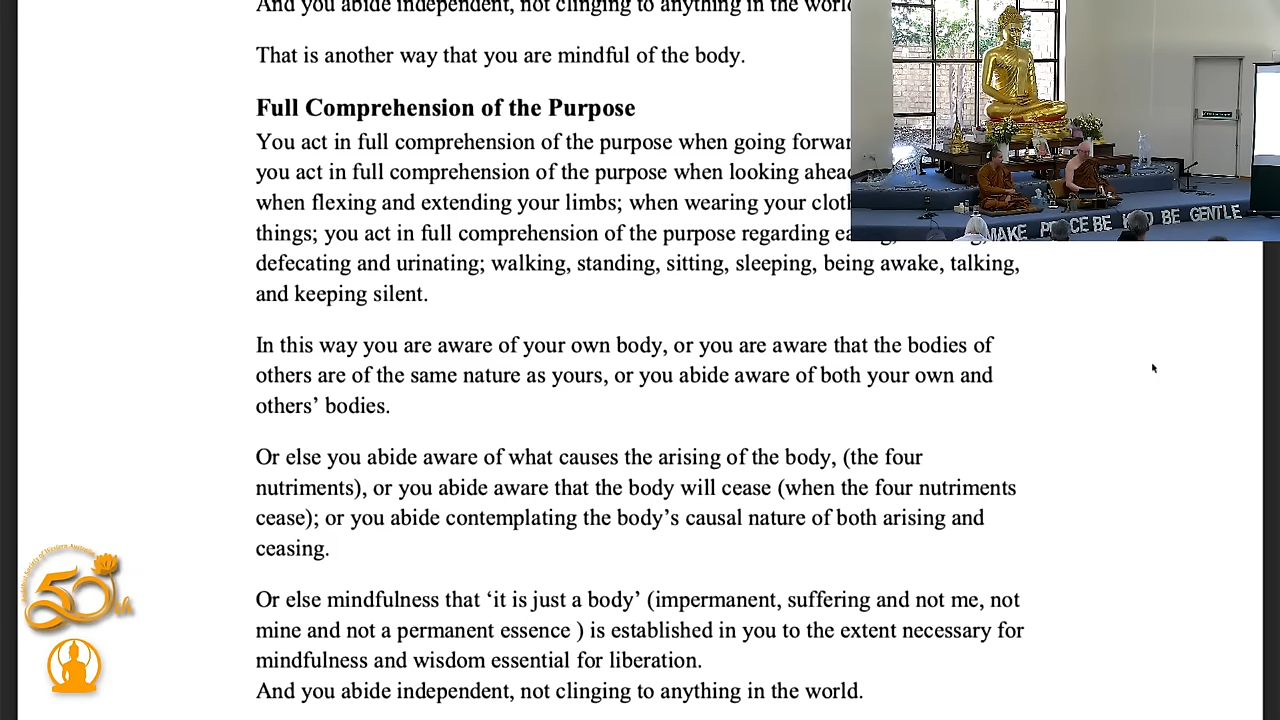 And you abide independent, not clinging to anything in the
That is another way that you are mindful of the body.
Full Comprehension of the Purpose
You act in full comprehension of the purpose when going
you act in full comprehension of the purpose when looking
when flexing and extending your limbs; when wearing your
things; you act in full comprehension of the purpose regarding
defecating and urinating; walking, standing, sitting, sleeping, being awake, talking,
and keeping silent.
In this way you are aware of your own body, or you are aware that the bodies of
others are of the same nature as yours, or you abide aware of both your own and
others’ bodies.
Or else you abide aware of what causes the arising of the body, (the four
nutriments), or you abide aware that the body will cease (when the four nutriments
cease); or you abide contemplating the body’s causal nature of both arising and
ceasing.
Or else mindfulness that ‘it is just a body’ (impermanent, suffering and not me, not
mine and not a permanent essence ) is established in you to the extent necessary for
mindfulness and wisdom essential for liberation.
And you abide independent, not clinging to anything in the world.
MAKE BE BE GENTLE
Buddhist Society of Western Australia
50th